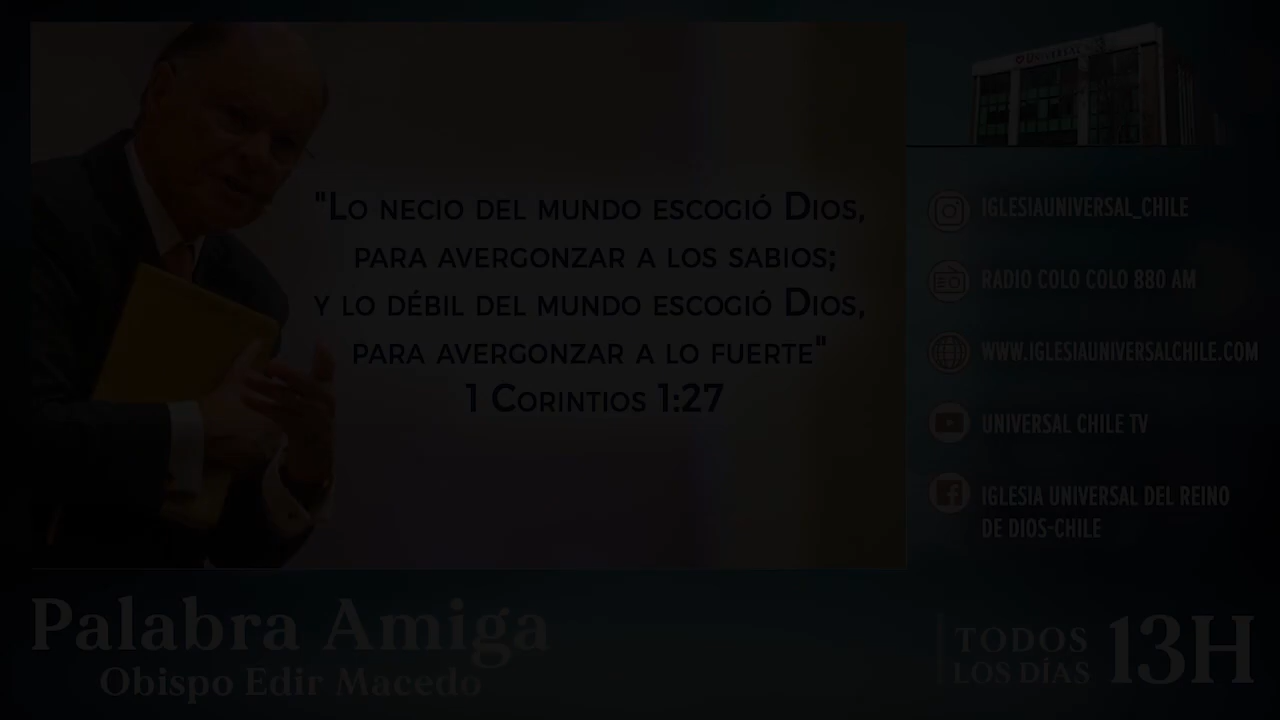 "Lo necio del mundo escogió Dios,
para avergonzar a los sabios;
y lo débil del mundo escogió Dios,
para avergonzar a lo fuerte"
1 Corintios 1:27
Universal
IGLESIAUNIVERSAL_CHILE
RADIO COLO COLO 880 AM
WWW.IGLESIAUNIVERSALCHILE.COM
UNIVERSAL CHILE TV
IGLESIA UNIVERSAL DEL REINO
DE DIOS-CHILE
Palabra Amiga
Obispo Edir Macedo
TODOS
LOS DÍAS
13H